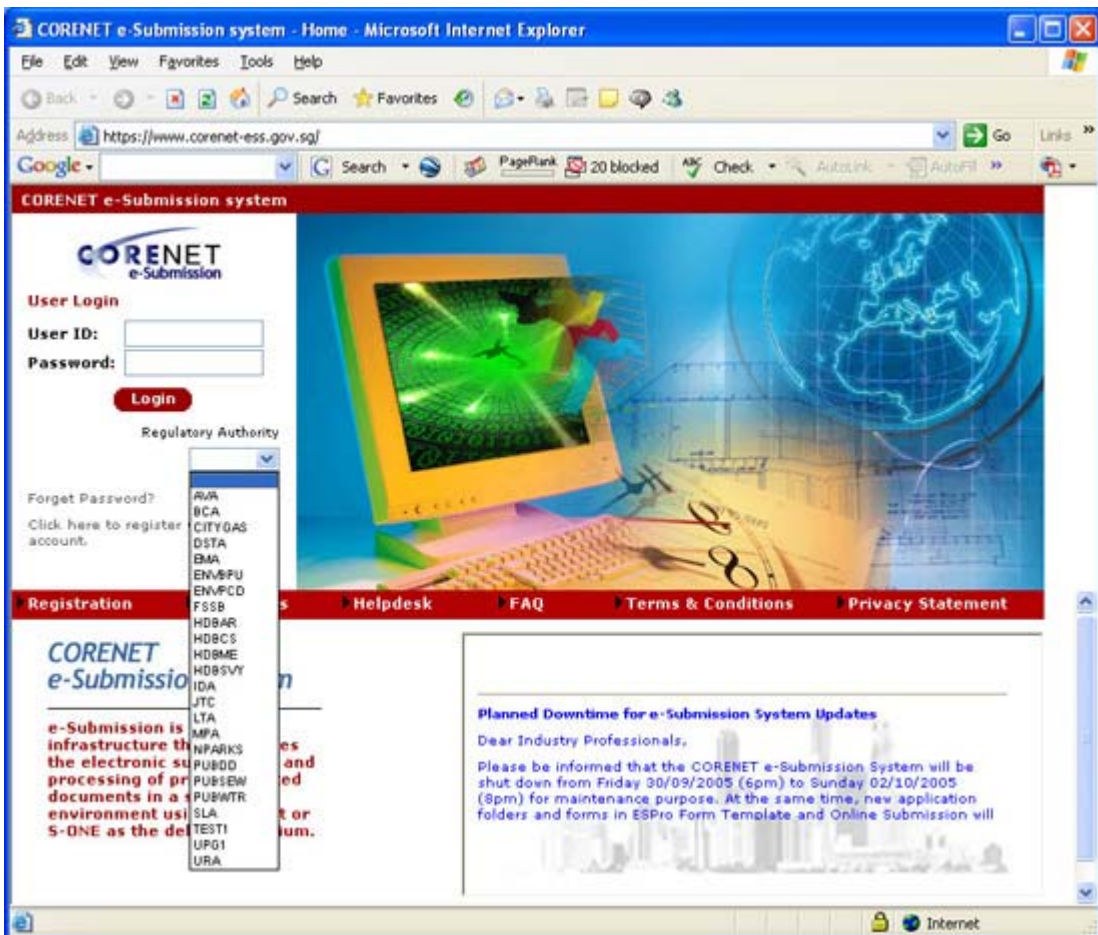 CORENET e-Submission system - Home - Microsoft Internet Explorer
File Edit View Favorites Tools Help
Back Search Favorites
Address https://www.corenet-ess.gov.sg/ Go Links »
Google Search PageRank 20 blocked Check AutoLink AutoFill »
CORENET e-Submission system
CORENET
e-Submission
User Login
User ID:
Password:
Login
Regulatory Authority
Forget Password?
Click here to register
account.
AVA
BCA
CITYGAS
DSTA
EMA
ENVBPU
ENVPCD
FSSB
HDBAR
HDBCS
HDBME
HDBSVY
IDA
JTC
LTA
MPA
NPARKS
PUBDD
PUBSEW
PUBWTR
SLA
TEST1
UPG1
URA
Registration s Helpdesk FAQ Terms & Conditions Privacy Statement
CORENET
e-Submissio n
e-Submission is
infrastructure th es
the electronic su and
processing of pr ted
documents in a s
environment usi t or
S-ONE as the del ium.
Planned Downtime for e-Submission System Updates
Dear Industry Professionals,
Please be informed that the CORENET e-Submission System will be
shut down from Friday 30/09/2005 (6pm) to Sunday 02/10/2005
(8pm) for maintenance purpose. At the same time, new application
folders and forms in ESPro Form Template and Online Submission will
Internet